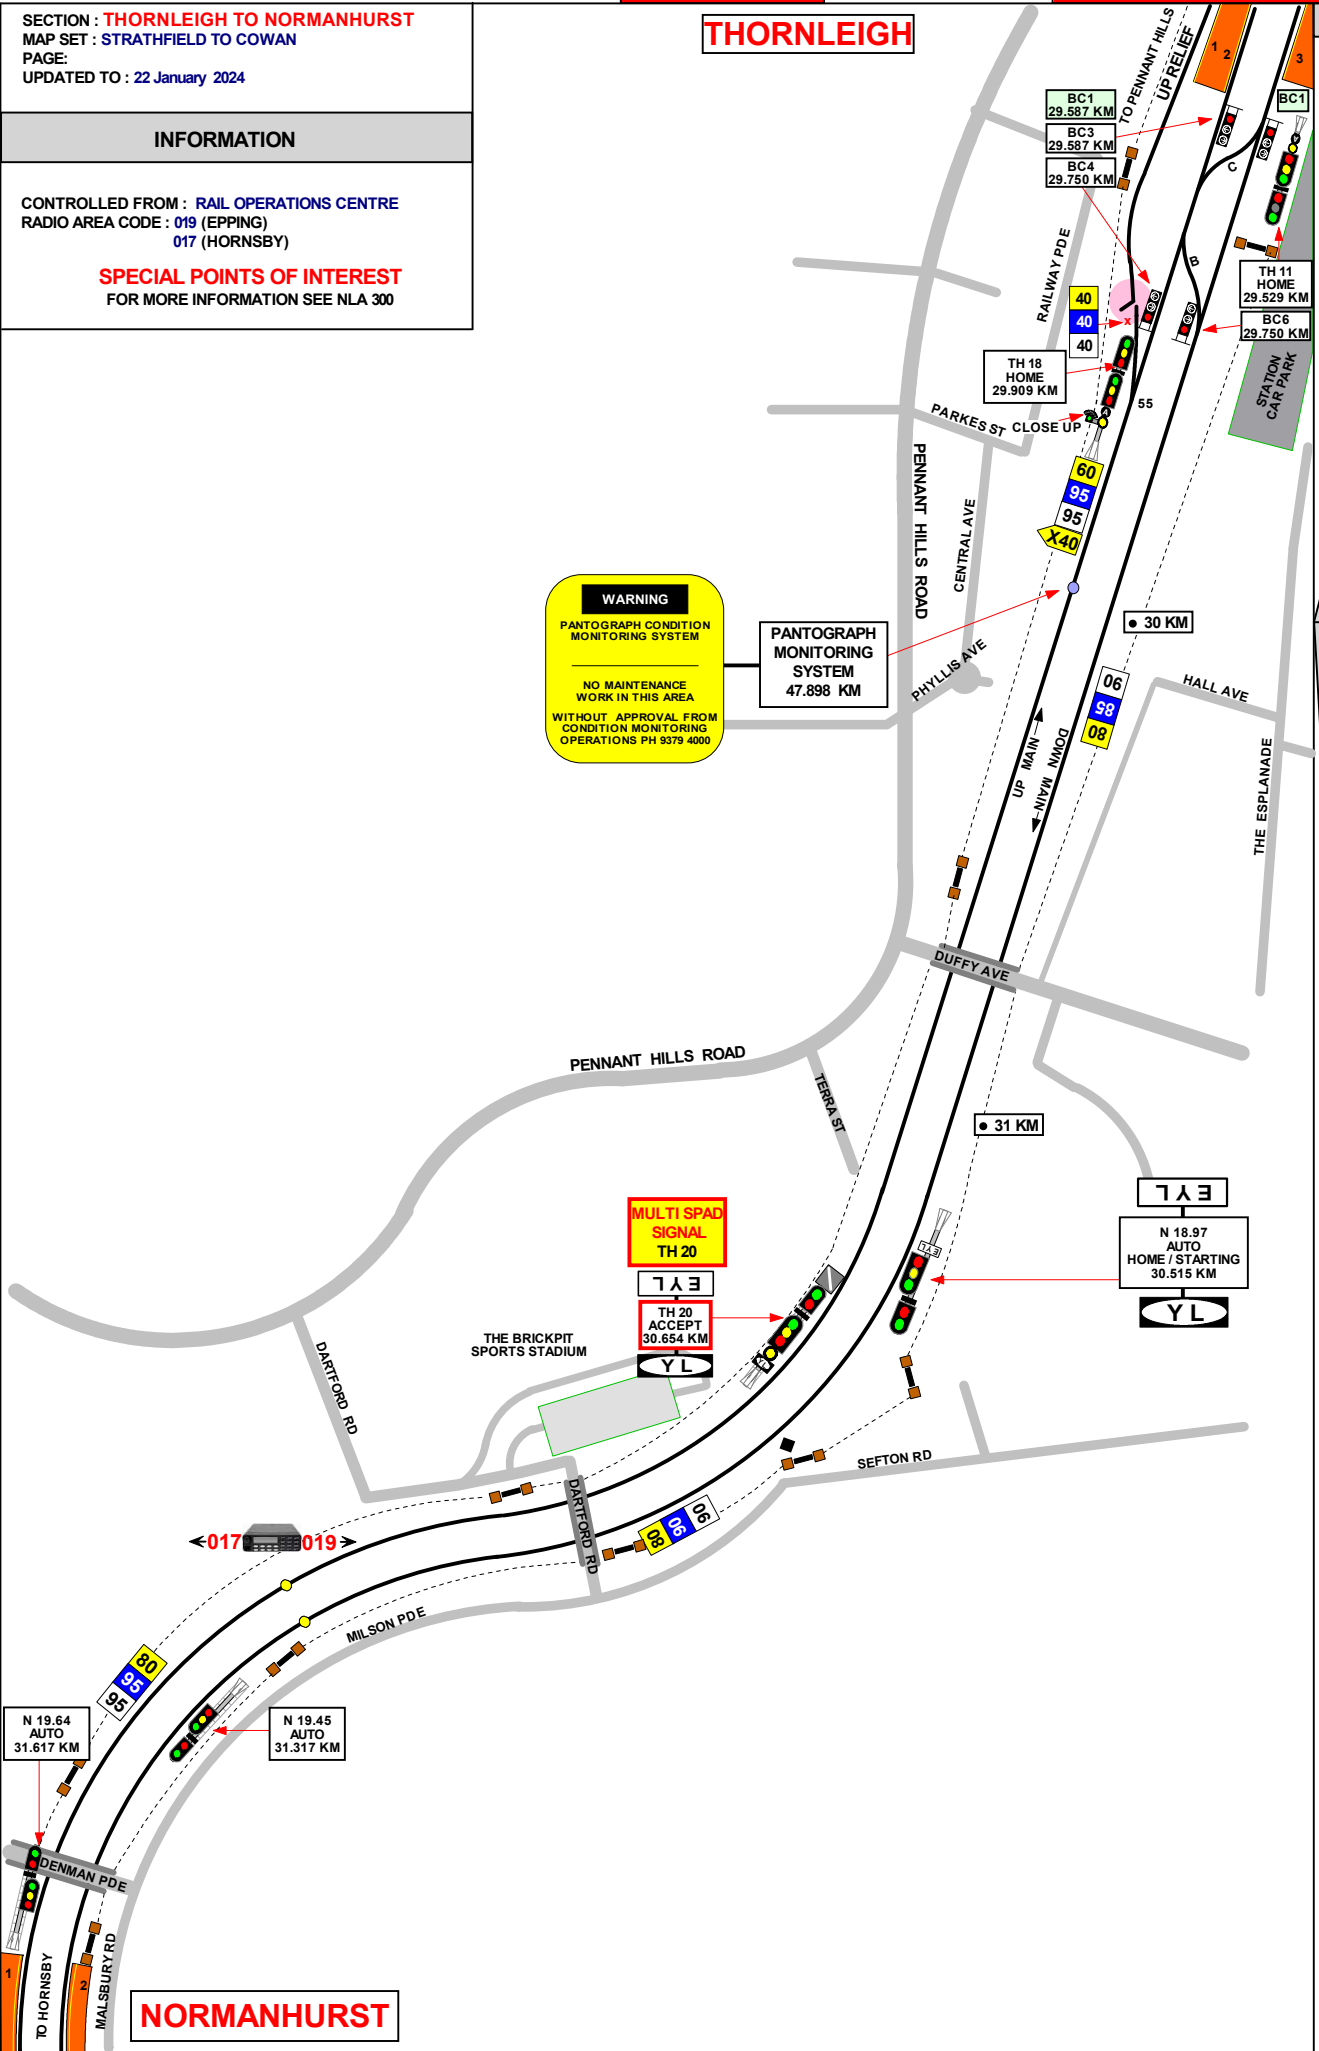 SECTION : THORNLEIGH TO NORMANHURST
MAP SET : STRATHFIELD TO COWAN
PAGE:
UPDATED TO : 22 January 2024
INFORMATION
CONTROLLED FROM : RAIL OPERATIONS CENTRE
RADIO AREA CODE : 019 (EPPING)
017 (HORNSBY)
SPECIAL POINTS OF INTEREST
FOR MORE INFORMATION SEE NLA 300
THORNLEIGH
TO PENNANT HILLS
UP RELIEF
1
2
3
BC1
29.587 KM
BC3
29.587 KM
BC4
29.750 KM
BC1
C
B
RAILWAY PDE
TH 11
HOME
29.529 KM
BC6
29.750 KM
STATION
CAR PARK
40
40
40
x
TH 18
HOME
29.909 KM
55
PARKES ST
CLOSE UP
60
95
95
X40
PENNANT HILLS ROAD
CENTRAL AVE
WARNING
PANTOGRAPH CONDITION
MONITORING SYSTEM
NO MAINTENANCE
WORK IN THIS AREA
WITHOUT APPROVAL FROM
CONDITION MONITORING
OPERATIONS PH 9379 4000
PANTOGRAPH
MONITORING
SYSTEM
47.898 KM
30 KM
PHYLLIS AVE
HALL AVE
90
85
80
UP MAIN
DOWN MAIN
THE ESPLANADE
DUFFY AVE
PENNANT HILLS ROAD
TERRA ST
31 KM
MULTI SPAD
SIGNAL
TH 20
EYL
TH 20
ACCEPT
30.654 KM
YL
EYL
N 18.97
AUTO
HOME / STARTING
30.515 KM
YL
EYL
THE BRICKPIT
SPORTS STADIUM
DARTFORD RD
SEFTON RD
DARTFORD RD
90
90
80
017
019
MILSON PDE
80
95
95
N 19.64
AUTO
31.617 KM
N 19.45
AUTO
31.317 KM
DENMAN PDE
1
TO HORNSBY
2
MALSBURY RD
NORMANHURST